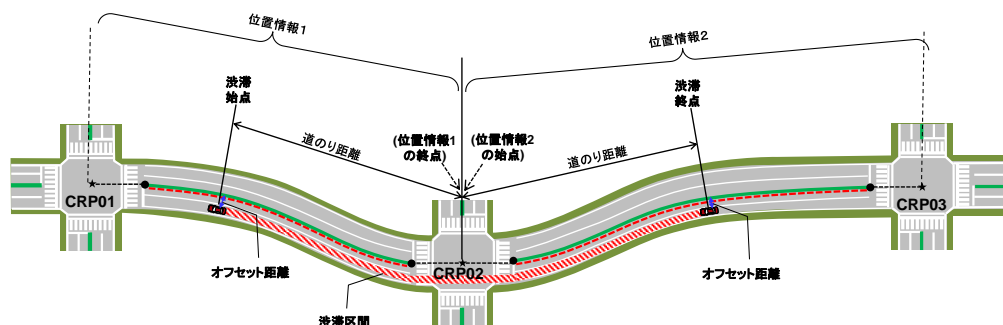 位置情報1
位置情報2
渋滞
始点
渋滞
終点
道のり距離
(位置情報1
の終点)
(位置情報2
の始点)
道のり距離
CRP01
CRP03
CRP02
オフセット距離
オフセット距離
渋滞区間